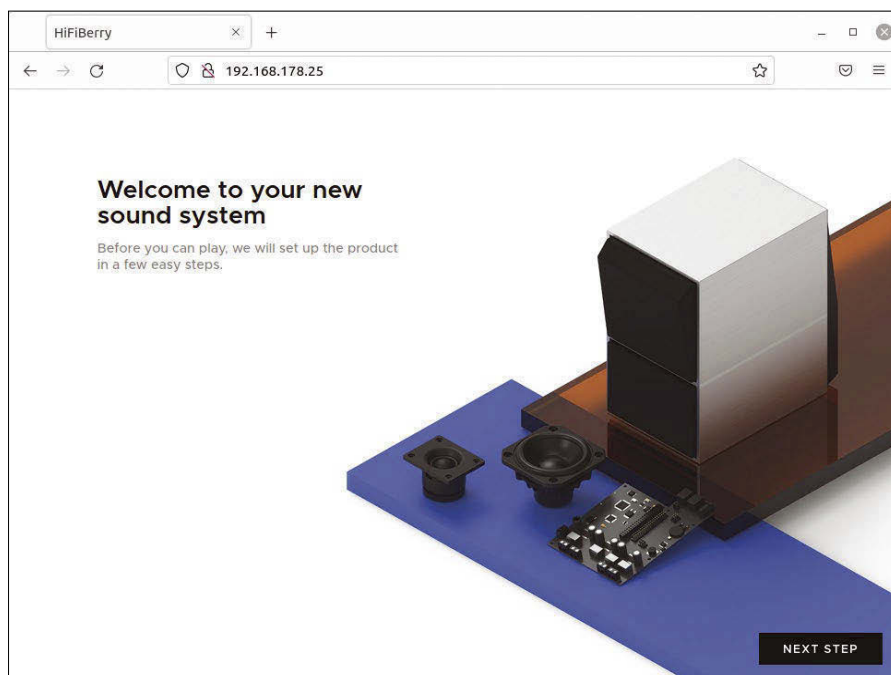 HiFiBerry
192.168.178.25
Welcome to your new
sound system
Before you can play, we will set up the product
in a few easy steps.
NEXT STEP